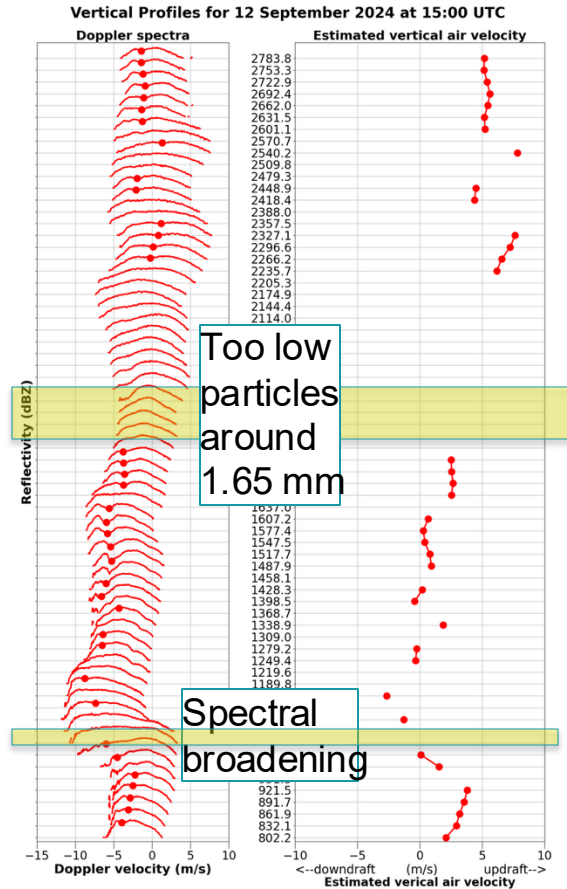 Vertical Profiles for 12 September 2024 at 15:00 UTC
Doppler spectra
Estimated vertical air velocity
2783.8
2753.3
2722.9
2692.4
2662.0
2631.5
2601.1
2570.7
2540.2
2509.8
2479.3
2448.9
2418.4
2388.0
2357.5
2327.1
2296.6
2266.2
2235.7
2205.3
2174.9
2144.4
2114.0
Too low
particles
around
1.65 mm
Reflectivity (dBZ)
1637.0
1607.2
1577.4
1547.5
1517.7
1487.9
1458.1
1428.3
1398.5
1368.7
1338.9
1309.0
1279.2
1249.4
1219.6
1189.8
Spectral
broadening
921.5
891.7
861.9
832.1
802.2
−15 −10 −5 0 5 10
Doppler velocity (m/s)
−10 −5 0 5 10
<--downdraft (m/s) updraft-->
Estimated verical air velocity